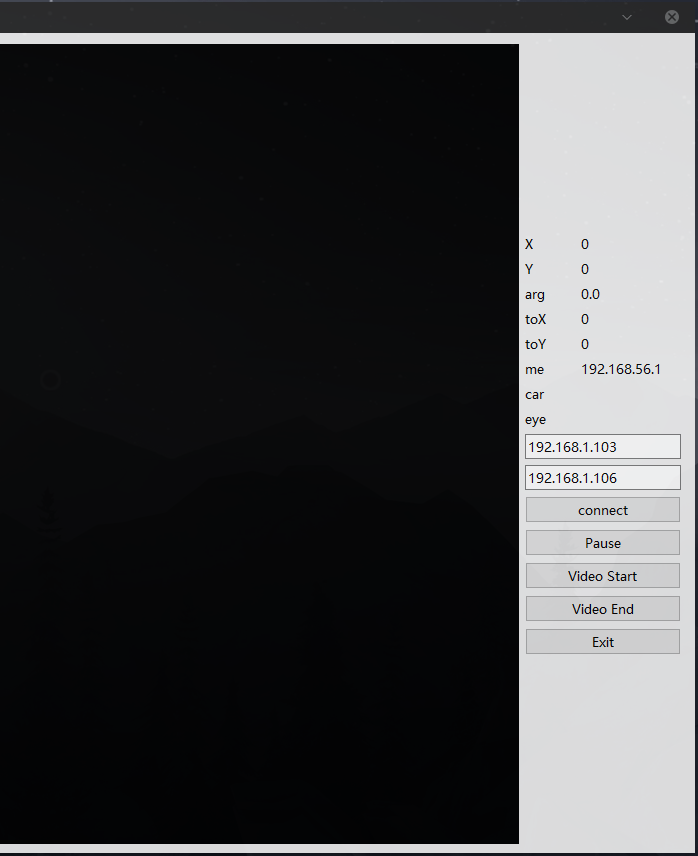 X 0
Y 0
arg 0.0
toX 0
toY 0
me 192.168.56.1
car
eye
192.168.1.103
192.168.1.106
connect
Pause
Video Start
Video End
Exit